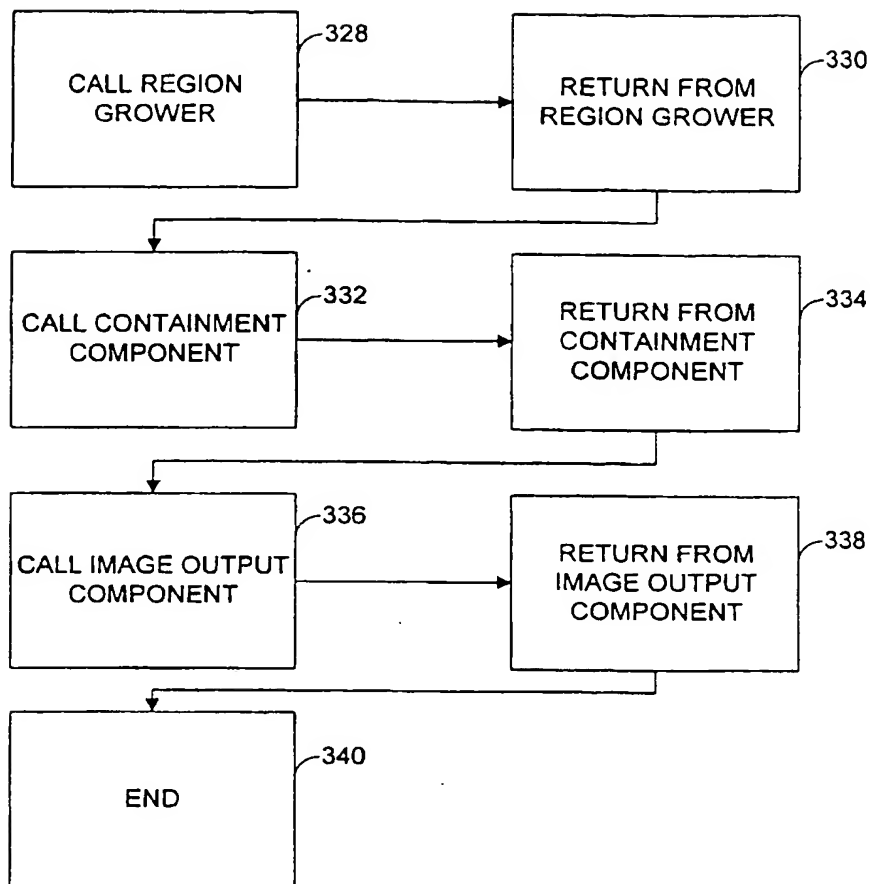 CALL REGION
GROWER
328
RETURN FROM
REGION GROWER
330
CALL CONTAINMENT
COMPONENT
332
RETURN FROM
CONTAINMENT
COMPONENT
334
CALL IMAGE OUTPUT
COMPONENT
336
RETURN FROM
IMAGE OUTPUT
COMPONENT
338
END
340